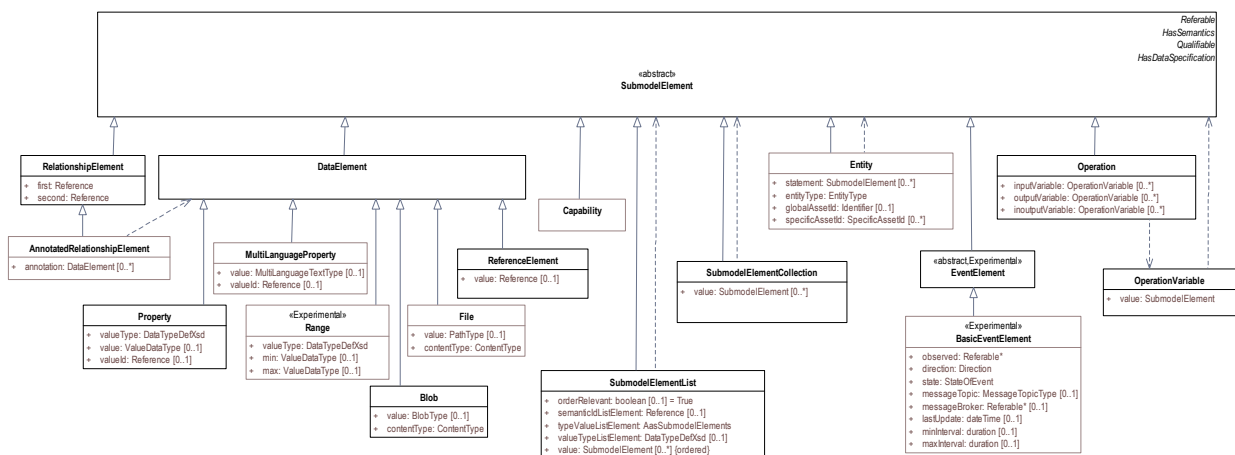 Referable
HasSemantics
Qualifiable
HasDataSpecification
«abstract»
SubmodelElement
RelationshipElement
+ first: Reference
+ second: Reference
DataElement
Capability
Entity
+ statement: SubmodelElement [0..*]
+ entityType: EntityType
+ globalAssetId: Identifier [0..1]
+ specificAssetId: SpecificAssetId [0..*]
Operation
+ inputVariable: OperationVariable [0..*]
+ outputVariable: OperationVariable [0..*]
+ inoutputVariable: OperationVariable [0..*]
AnnotatedRelationshipElement
+ annotation: DataElement [0..*]
MultiLanguageProperty
+ value: MultiLanguageTextType [0..1]
+ valueId: Reference [0..1]
ReferenceElement
+ value: Reference [0..1]
SubmodelElementCollection
+ value: SubmodelElement [0..*]
«abstract,Experimental»
EventElement
OperationVariable
+ value: SubmodelElement
Property
+ valueType: DataTypeDefXsd
+ value: ValueDataType [0..1]
+ valueId: Reference [0..1]
«Experimental»
Range
+ valueType: DataTypeDefXsd
+ min: ValueDataType [0..1]
+ max: ValueDataType [0..1]
File
+ value: PathType [0..1]
+ contentType: ContentType
«Experimental»
BasicEventElement
+ observed: Referable*
+ direction: Direction
+ state: StateOfEvent
+ messageTopic: MessageTopicType [0..1]
+ messageBroker: Referable* [0..1]
+ lastUpdate: dateTime [0..1]
+ minInterval: duration [0..1]
+ maxInterval: duration [0..1]
Blob
+ value: BlobType [0..1]
+ contentType: ContentType
SubmodelElementList
+ orderRelevant: boolean [0..1] = True
+ semanticIdListElement: Reference [0..1]
+ typeValueListElement: AasSubmodelElements
+ valueTypeListElement: DataTypeDefXsd [0..1]
+ value: SubmodelElement [0..*] {ordered}